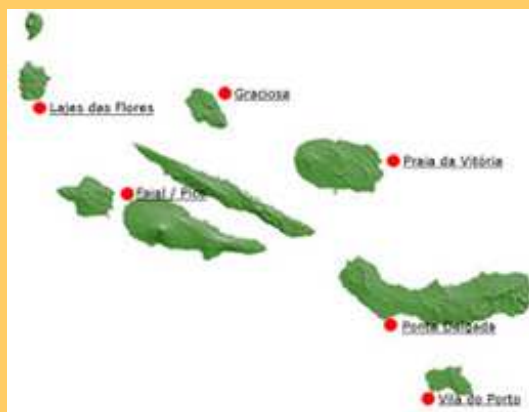 Graciosa
Lajes das Flores
Praia da Vitória
Faial / Pico
Ponta Delgada
Vila do Porto